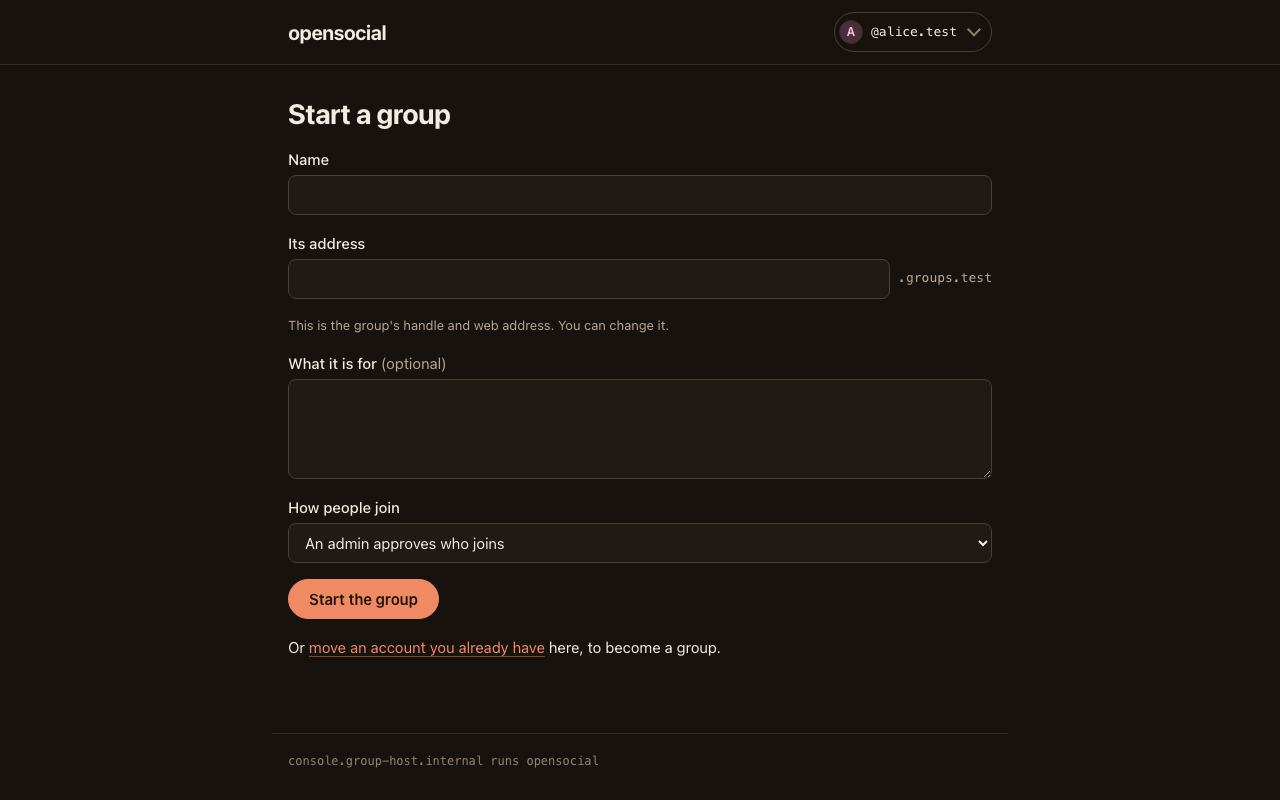 opensocial
A @alice.test
Start a group
Name
Its address
.groups.test
This is the group's handle and web address. You can change it.
What it is for (optional)
How people join
An admin approves who joins
Start the group
Or move an account you already have here, to become a group.
console.group-host.internal runs opensocial